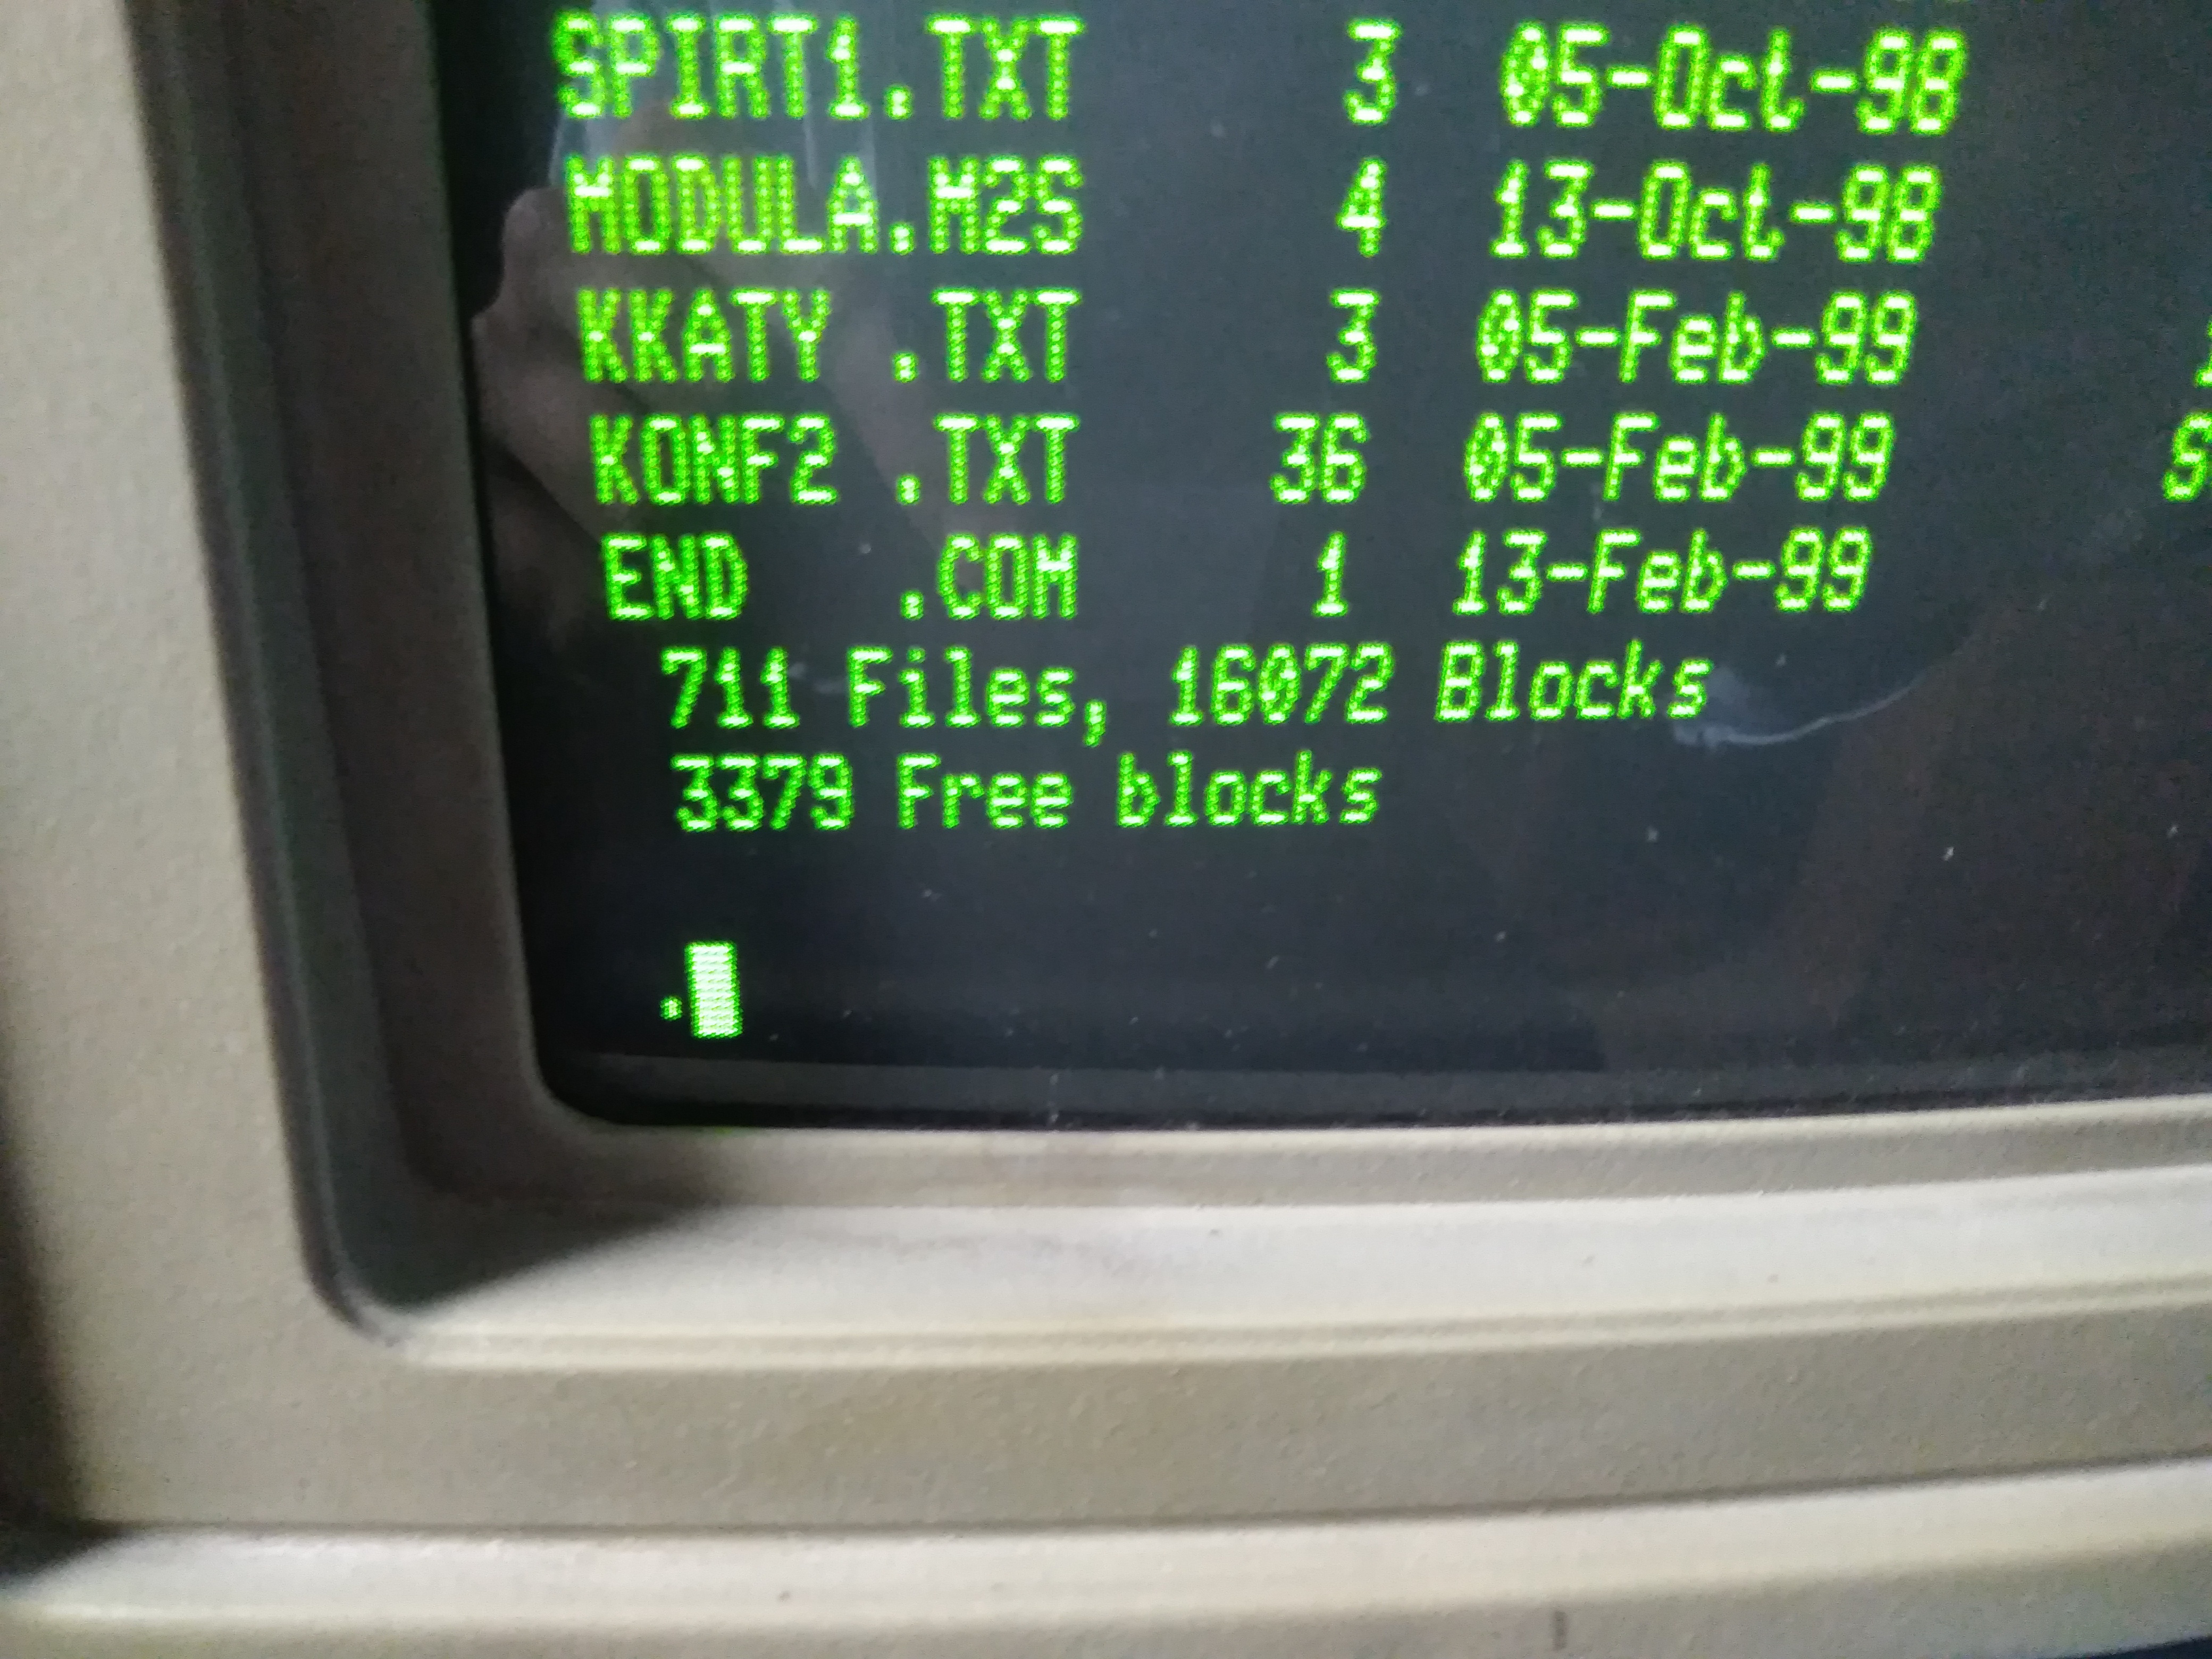 SPIRT1.TXT 3 05-Oct-98
MODULA.M2S 4 13-Oct-98
KKATY .TXT 3 05-Feb-99
KONF2 .TXT 36 05-Feb-99
END .COM 1 13-Feb-99
711 Files, 16072 Blocks
3379 Free blocks
.